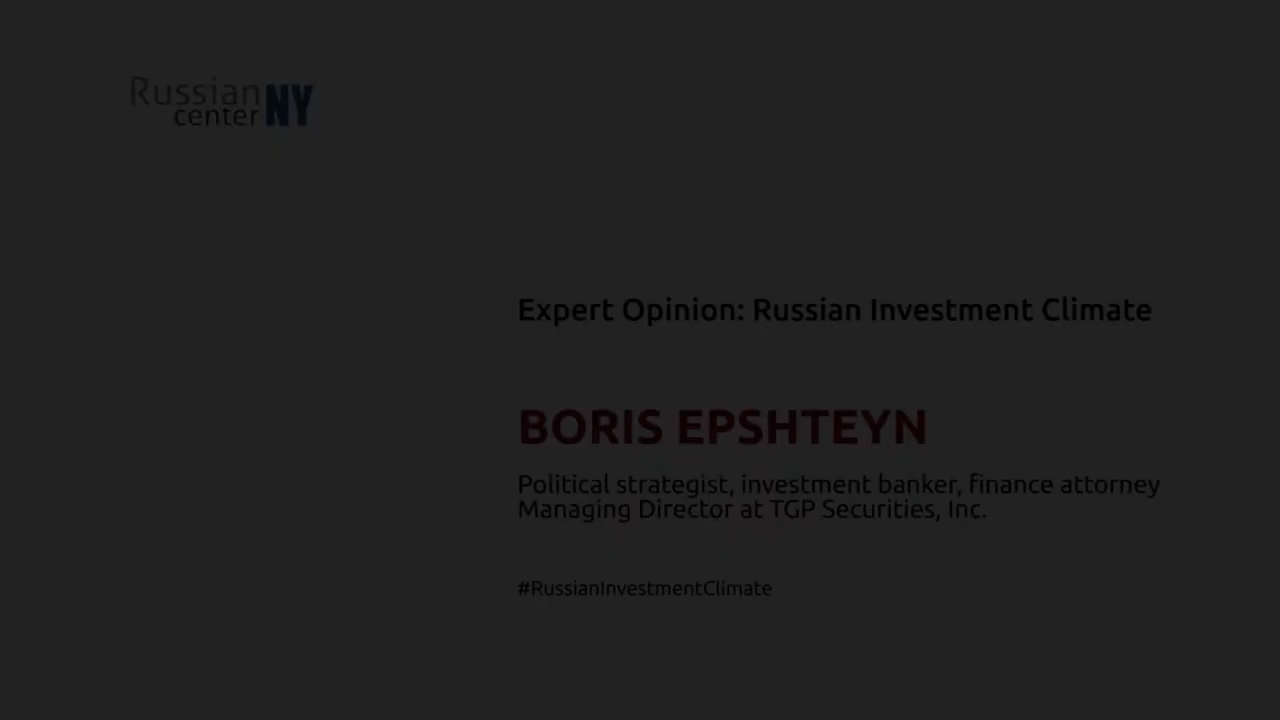 Russian
center NY
Expert Opinion: Russian Investment Climate
BORIS EPSHTEYN
Political strategist, investment banker, finance attorney
Managing Director at TGP Securities, Inc.
#RussianInvestmentClimate